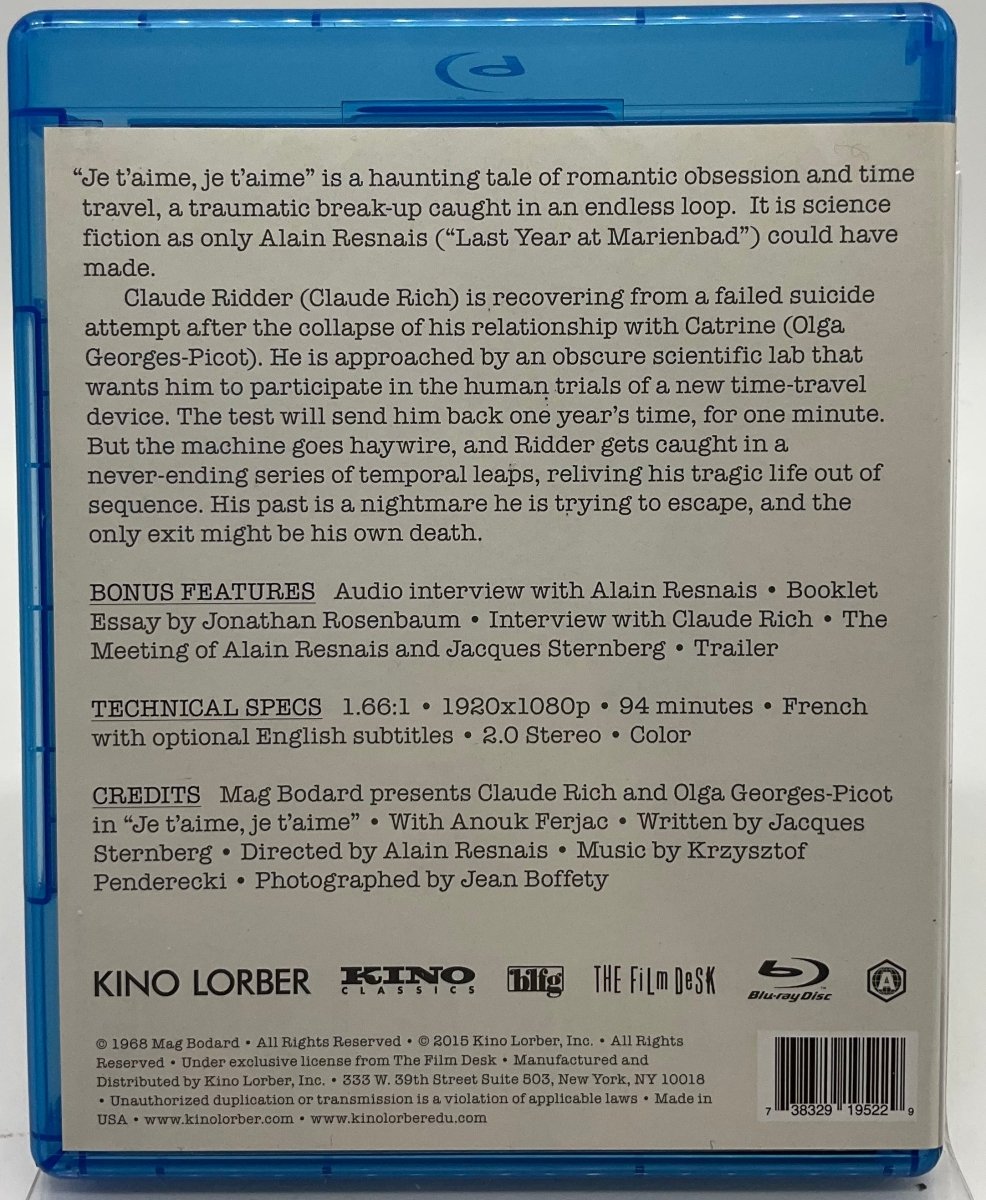 “Je t’aime, je t’aime” is a haunting tale of romantic obsession and time
travel, a traumatic break-up caught in an endless loop. It is science
fiction as only Alain Resnais (“Last Year at Marienbad”) could have
made.
Claude Ridder (Claude Rich) is recovering from a failed suicide
attempt after the collapse of his relationship with Catrine (Olga
Georges-Picot). He is approached by an obscure scientific lab that
wants him to participate in the human trials of a new time-travel
device. The test will send him back one year’s time, for one minute.
But the machine goes haywire, and Ridder gets caught in a
never-ending series of temporal leaps, reliving his tragic life out of
sequence. His past is a nightmare he is trying to escape, and the
only exit might be his own death.
BONUS FEATURES Audio interview with Alain Resnais • Booklet
Essay by Jonathan Rosenbaum • Interview with Claude Rich • The
Meeting of Alain Resnais and Jacques Sternberg • Trailer
TECHNICAL SPECS 1.66:1 • 1920x1080p • 94 minutes • French
with optional English subtitles • 2.0 Stereo • Color
CREDITS Mag Bodard presents Claude Rich and Olga Georges-Picot
in “Je t’aime, je t’aime” • With Anouk Ferjac • Written by Jacques
Sternberg • Directed by Alain Resnais • Music by Krzysztof
Penderecki • Photographed by Jean Boffety
KINO LORBER KINO CLASSICS blfg THE FiLm DeSK Blu-ray Disc A
© 1968 Mag Bodard • All Rights Reserved • © 2015 Kino Lorber, Inc. • All Rights
Reserved • Under exclusive license from The Film Desk • Manufactured and
Distributed by Kino Lorber, Inc. • 333 W. 39th Street Suite 503, New York, NY 10018
• Unauthorized duplication or transmission is a violation of applicable laws • Made in
USA • www.kinolorber.com • www.kinolorberedu.com
7 38329 19522 9